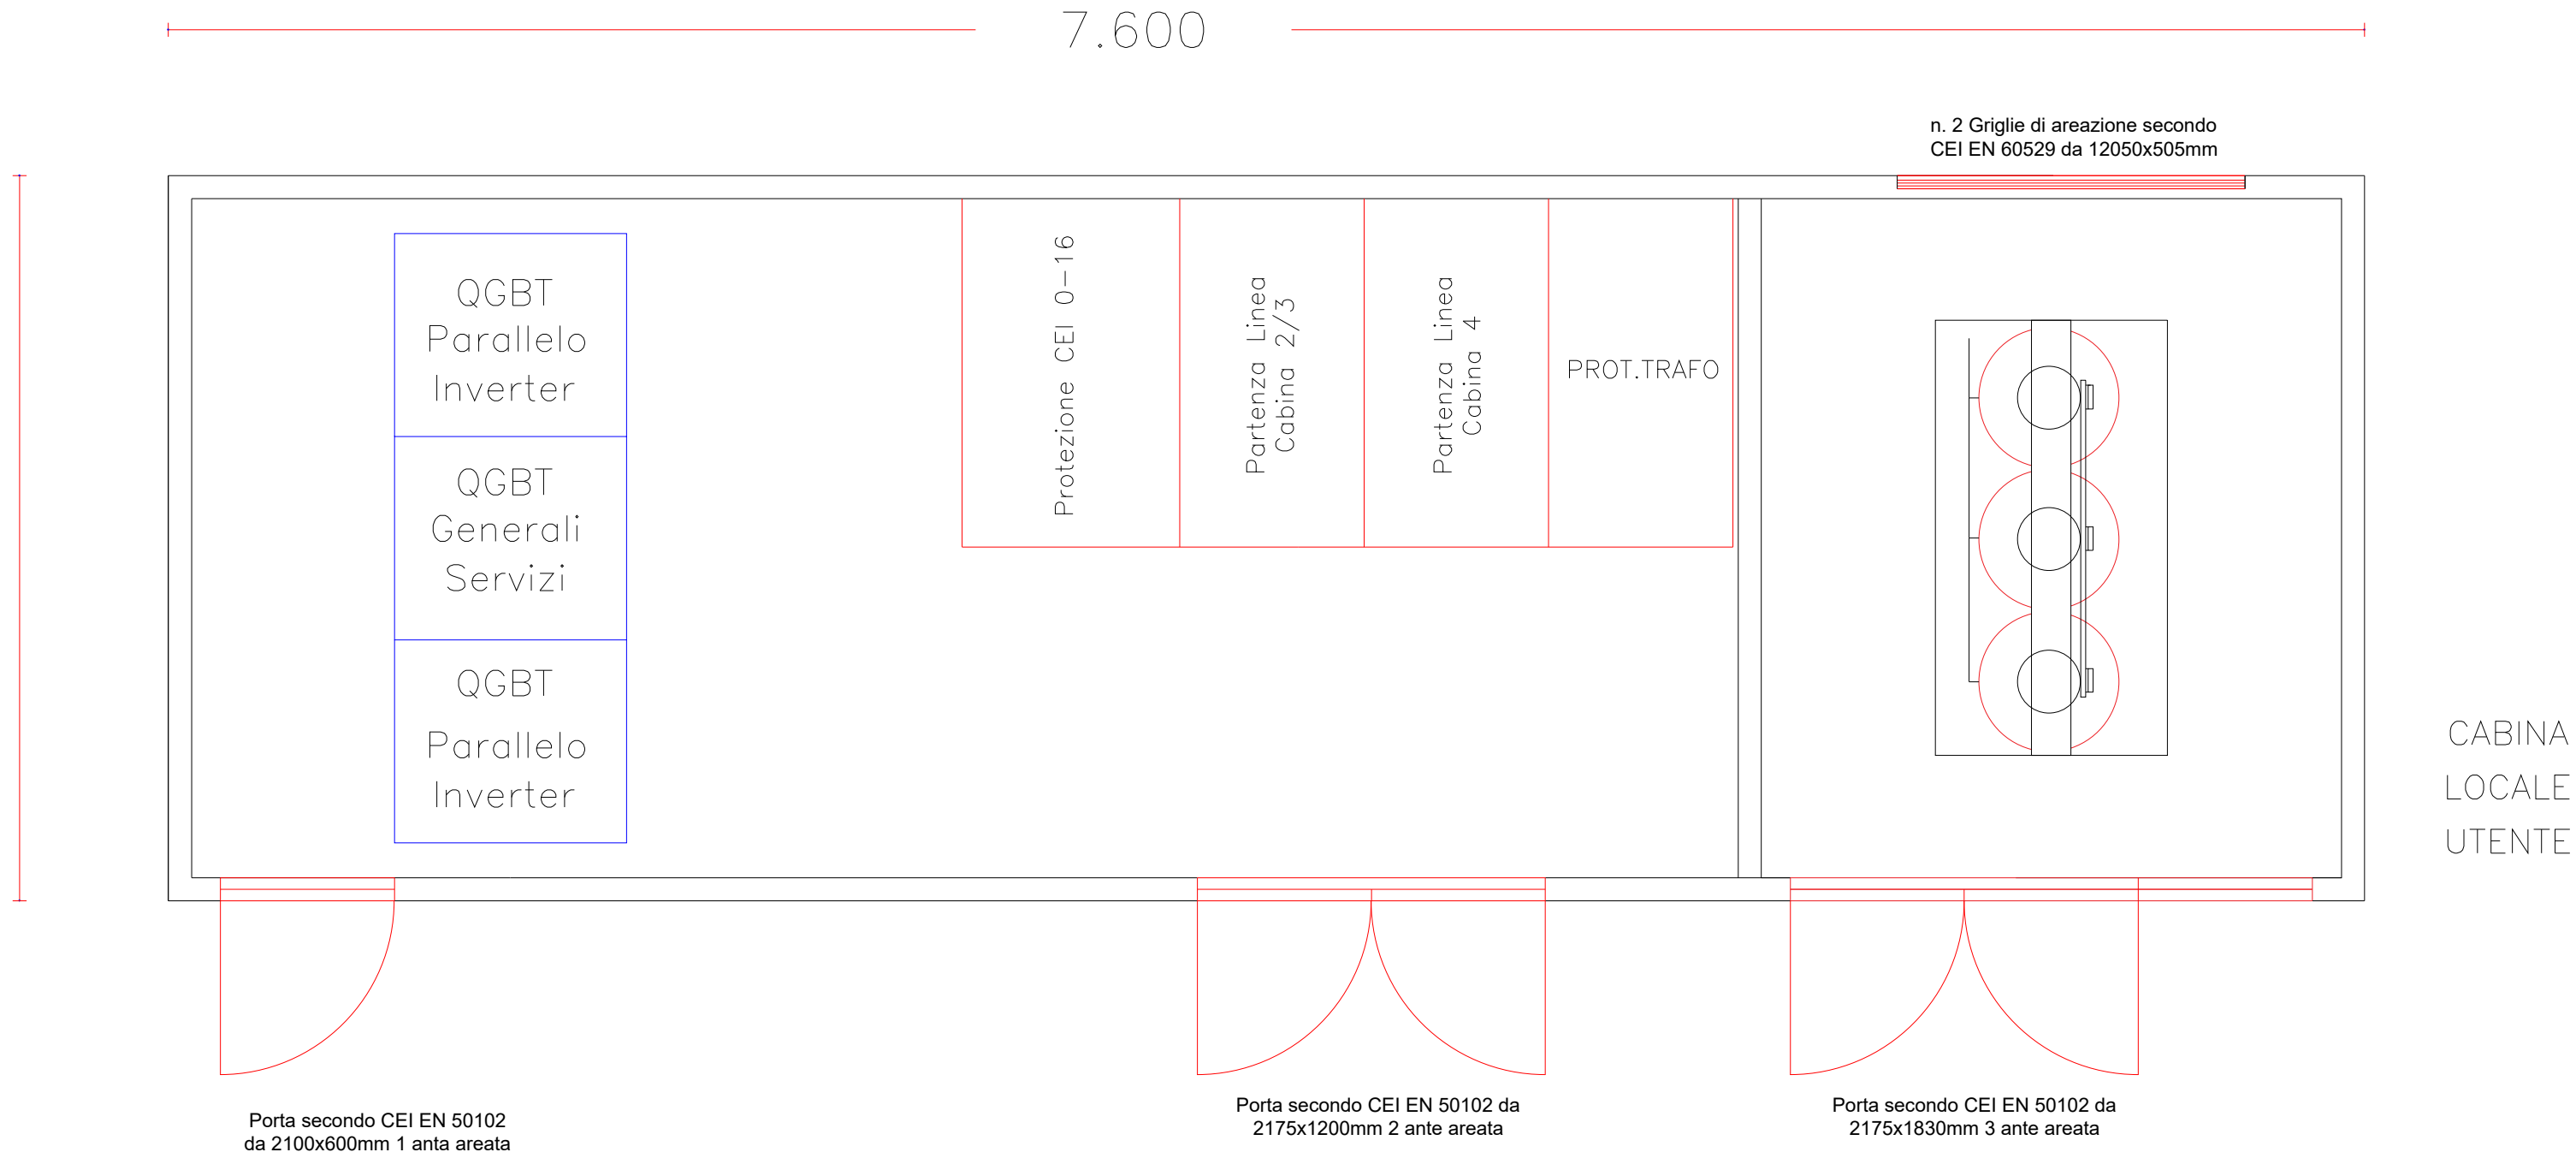 7.600
n. 2 Griglie di areazione secondo
CEI EN 60529 da 12050x505mm
QGBT
Parallelo
Inverter
QGBT
Generali
Servizi
QGBT
Parallelo
Inverter
Protezione CEI 0-16
Partenza Linea
Cabina 2/3
Partenza Linea
Cabina 4
PROT.TRAFO
CABINA
LOCALE
UTENTE
Porta secondo CEI EN 50102
da 2100x600mm 1 anta areata
Porta secondo CEI EN 50102 da
2175x1200mm 2 ante areata
Porta secondo CEI EN 50102 da
2175x1830mm 3 ante areata